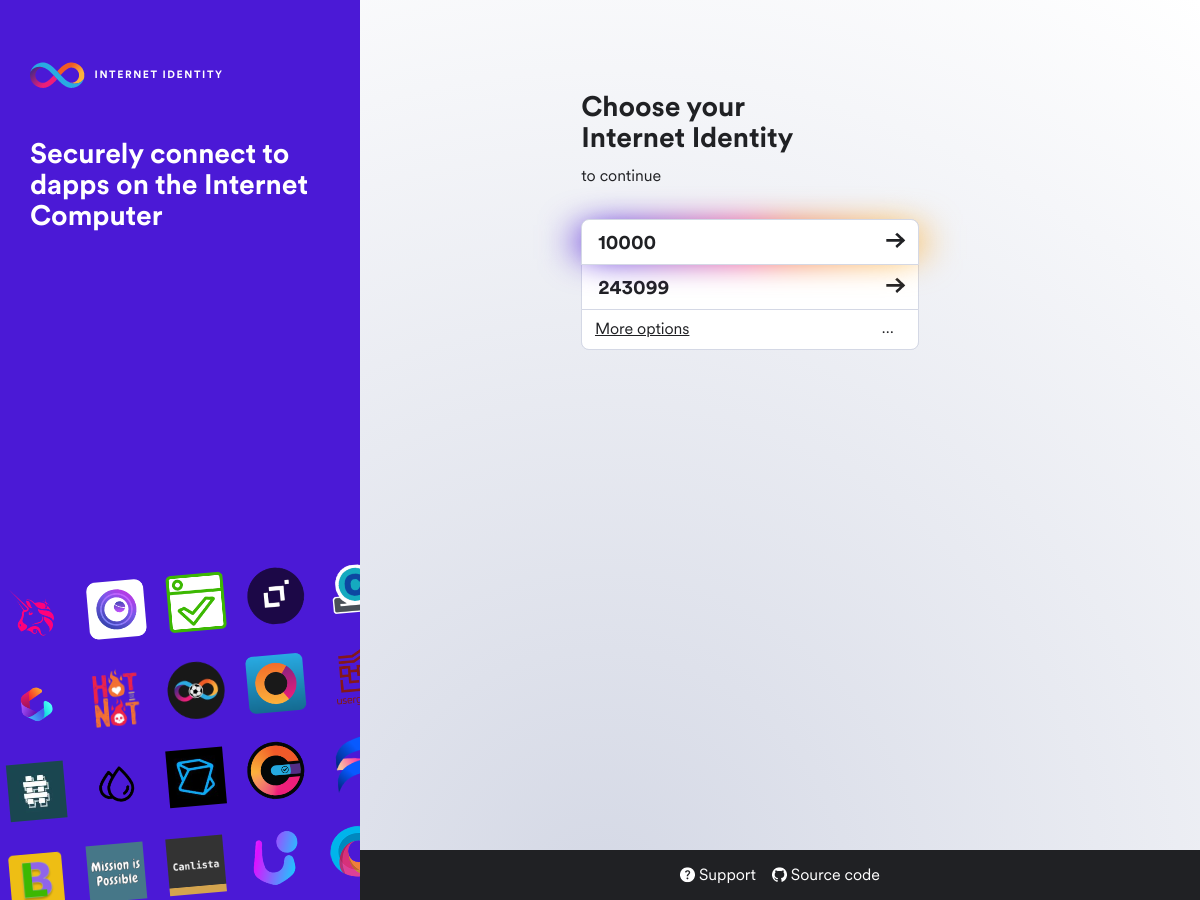 INTERNET IDENTITY
Securely connect to
dapps on the Internet
Computer
Choose your
Internet Identity
to continue
10000
243099
More options
...
HOT
NOT
B
Mission is
Possible
Canlista
Support
Source code